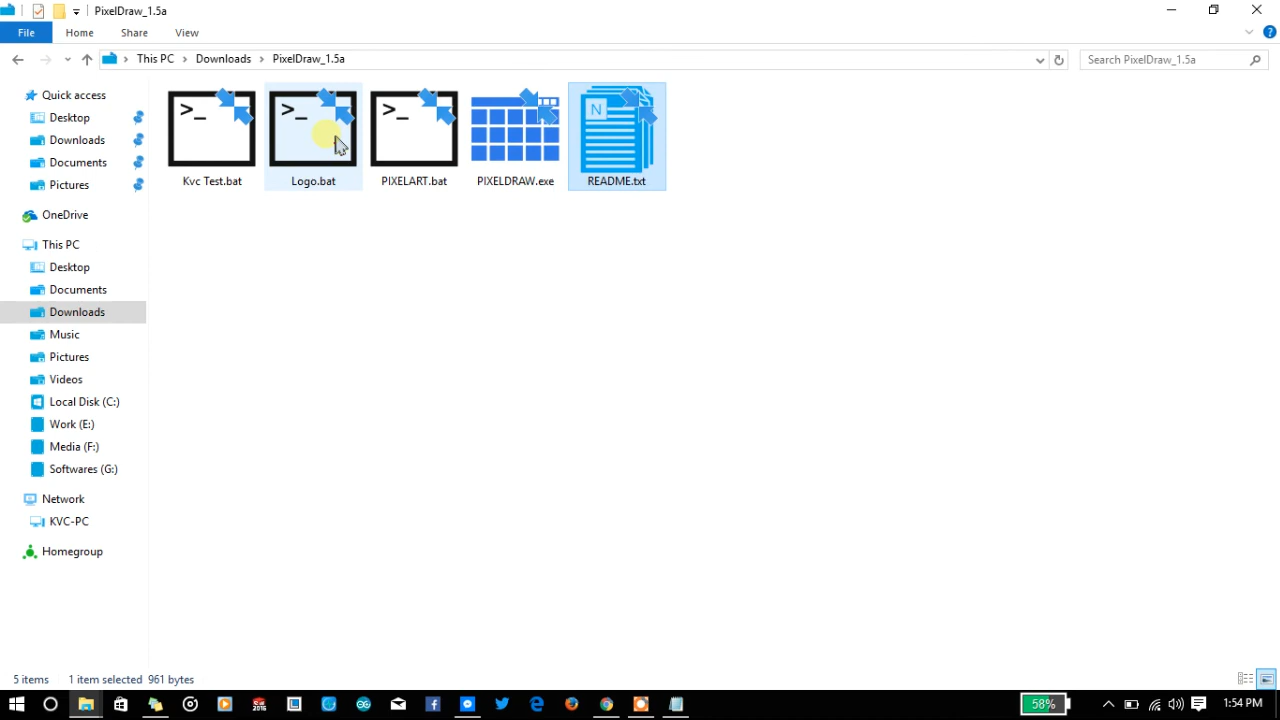 PixelDraw_1.5a
File Home Share View
This PC Downloads PixelDraw_1.5a Search PixelDraw_1.5a
Quick access
Desktop
Downloads
Documents
Pictures
OneDrive
This PC
Desktop
Documents
Downloads
Music
Pictures
Videos
Local Disk (C:)
Work (E:)
Media (F:)
Softwares (G:)
Network
KVC-PC
Homegroup
>_ >_ >_ N
Kvc Test.bat Logo.bat PIXELART.bat PIXELDRAW.exe README.txt
5 items 1 item selected 961 bytes
58% 1:54 PM